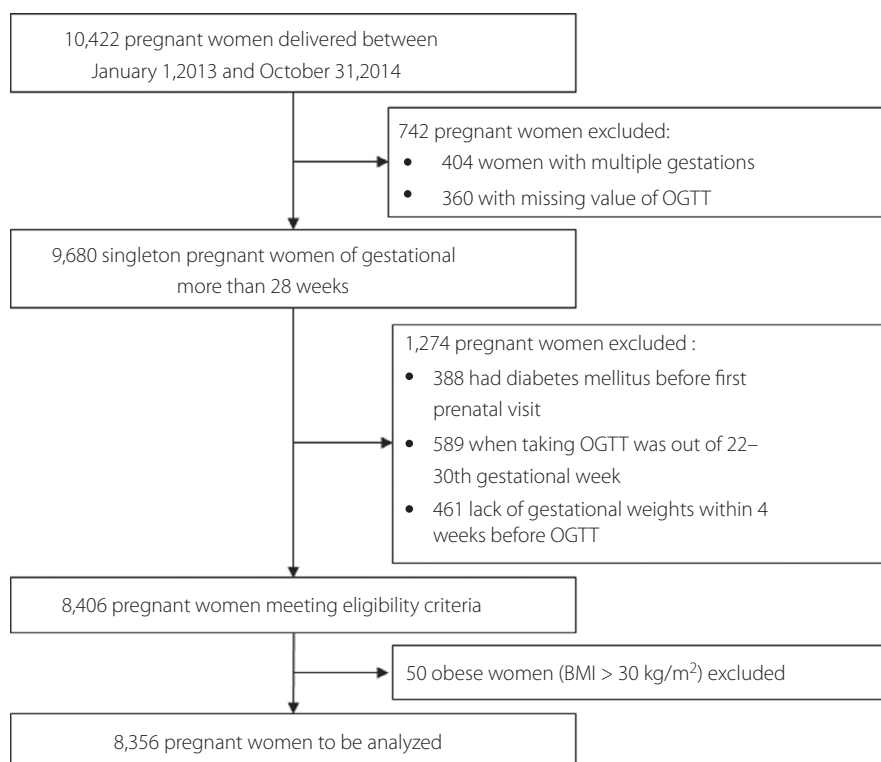 10,422 pregnant women delivered between
January 1,2013 and October 31,2014
742 pregnant women excluded:
• 404 women with multiple gestations
• 360 with missing value of OGTT
9,680 singleton pregnant women of gestational
more than 28 weeks
1,274 pregnant women excluded :
• 388 had diabetes mellitus before first
prenatal visit
• 589 when taking OGTT was out of 22–
30th gestational week
• 461 lack of gestational weights within 4
weeks before OGTT
8,406 pregnant women meeting eligibility criteria
50 obese women (BMI > 30 kg/m²) excluded
8,356 pregnant women to be analyzed